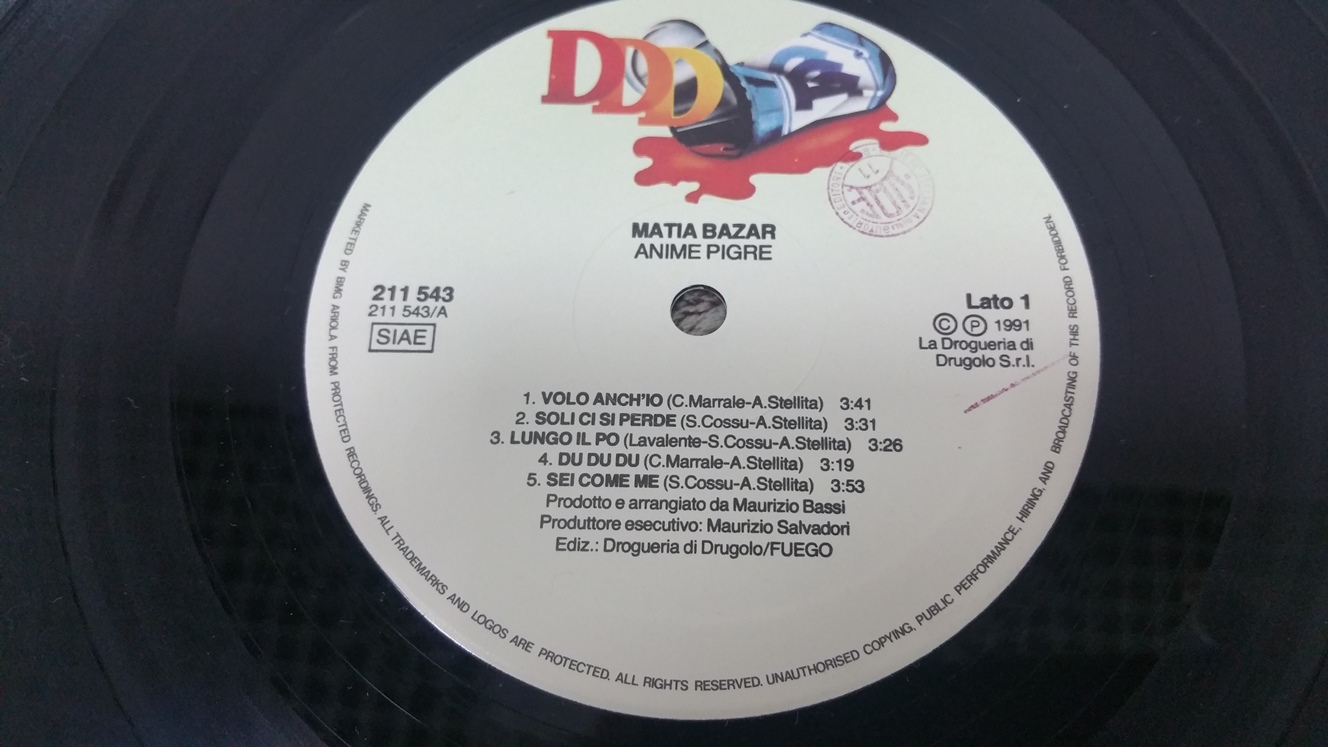 DDD
MATIA BAZAR
ANIME PIGRE
211 543
211 543/A
SIAE
Lato 1
© ℗ 1991
La Drogueria di
Drugolo S.r.l.
1. VOLO ANCH'IO (C.Marrale-A.Stellita) 3:41
2. SOLI CI SI PERDE (S.Cossu-A.Stellita) 3:31
3. LUNGO IL PO (Lavalente-S.Cossu-A.Stellita) 3:26
4. DU DU DU (C.Marrale-A.Stellita) 3:19
5. SEI COME ME (S.Cossu-A.Stellita) 3:53
Prodotto e arrangiato da Maurizio Bassi
Produttore esecutivo: Maurizio Salvadori
Ediz.: Drogueria di Drugolo/FUEGO
MARKETED BY BMG ARIOLA FROM PROTECTED RECORDINGS. ALL TRADEMARKS AND LOGOS ARE PROTECTED. ALL RIGHTS RESERVED. UNAUTHORISED COPYING, PUBLIC PERFORMANCE, HIRING, AND BROADCASTING OF THIS RECORD FORBIDDEN.